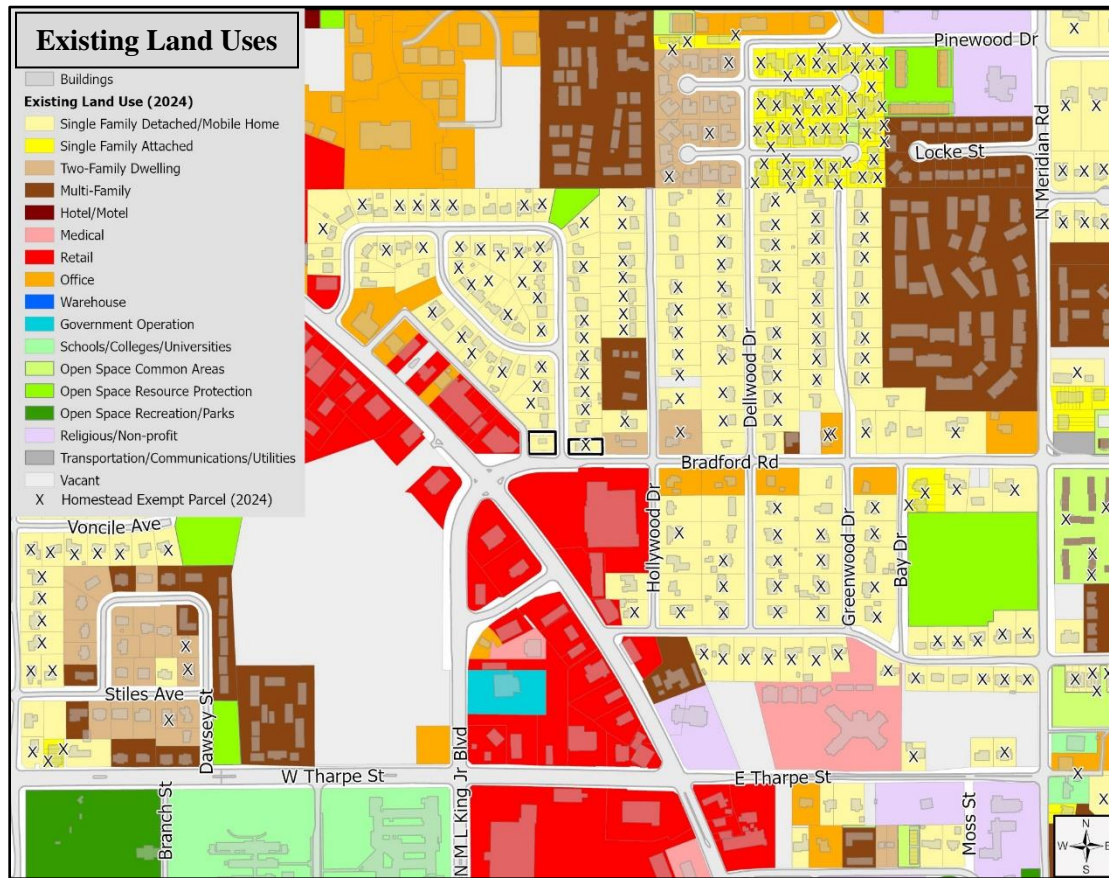 Existing Land Uses
Buildings
Existing Land Use (2024)
Single Family Detached/Mobile Home
Single Family Attached
Two-Family Dwelling
Multi-Family
Hotel/Motel
Medical
Retail
Office
Warehouse
Government Operation
Schools/Colleges/Universities
Open Space Common Areas
Open Space Resource Protection
Open Space Recreation/Parks
Religious/Non-profit
Transportation/Communications/Utilities
Vacant
X Homestead Exempt Parcel (2024)
Pinewood Dr
Locke St
N Meridian Rd
Dellwood Dr
Bradford Rd
Voncile Ave
Hollywood Dr
Greenwood Dr
Bay Dr
Stiles Ave
Dawsey St
N M L King Jr Blvd
W Tharpe St
E Tharpe St
Branch St
Moss St
N
W E
S